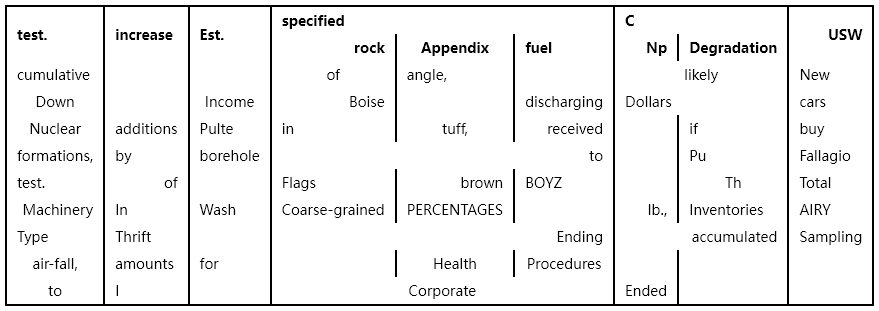 test. increase Est. specified C USW
rock Appendix fuel Np Degradation
cumulative of angle, likely New
Down Income Boise discharging Dollars cars
Nuclear additions Pulte in tuff, received if buy
formations, by borehole to Pu Fallagio
test. of Flags brown BOYZ Th Total
Machinery In Wash Coarse-grained PERCENTAGES lb., Inventories AIRY
Type Thrift Ending accumulated Sampling
air-fall, amounts for Health Procedures
to I Corporate Ended